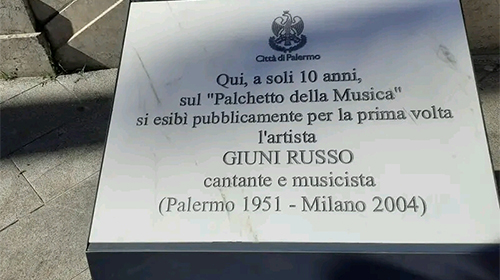 Città di Palermo
Qui, a soli 10 anni,
sul "Palchetto della Musica"
si esibì pubblicamente per la prima volta
l'artista
GIUNI RUSSO
cantante e musicista
(Palermo 1951 - Milano 2004)